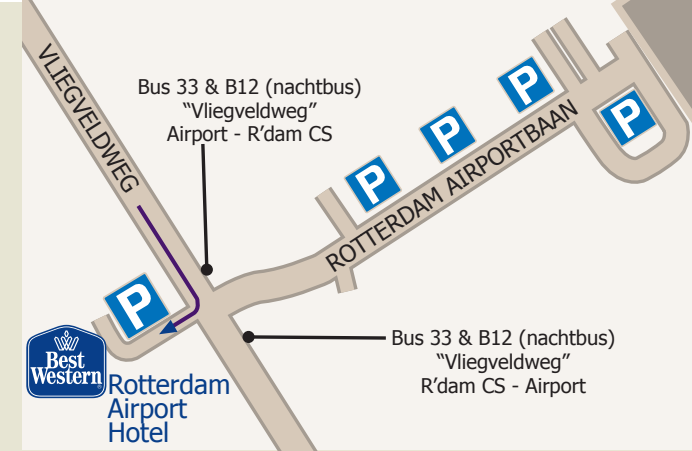 VLIEGVELDWEG
Bus 33 & B12 (nachtbus)
“Vliegveldweg”
Airport - R’dam CS
P
P
P
P
ROTTERDAM AIRPORTBAAN
P
Bus 33 & B12 (nachtbus)
“Vliegveldweg”
R’dam CS - Airport
Best
Western
Rotterdam
Airport
Hotel